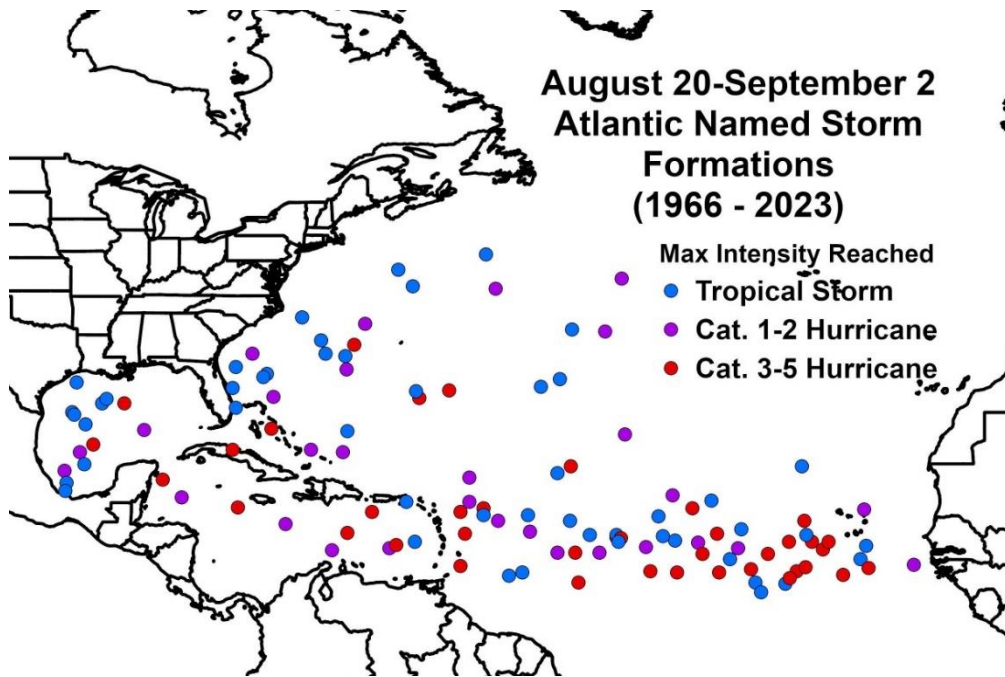 August 20-September 2
Atlantic Named Storm
Formations
(1966 - 2023)
Max Intensity Reached
Tropical Storm
Cat. 1-2 Hurricane
Cat. 3-5 Hurricane